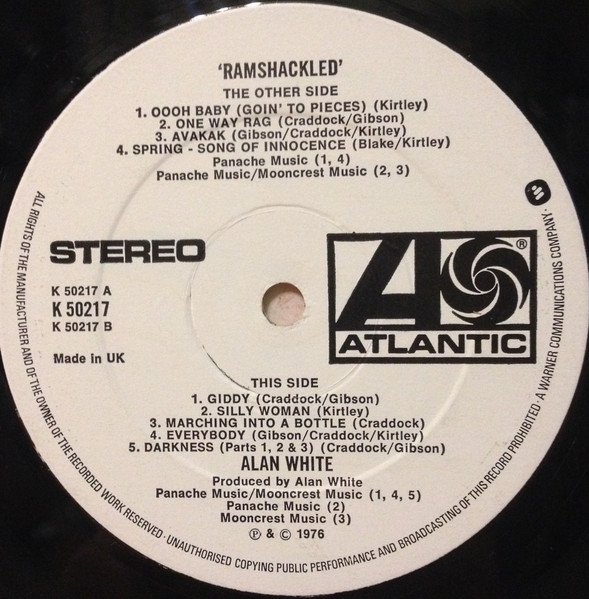 'RAMSHACKLED'
THE OTHER SIDE
1. OOOH BABY (GOIN' TO PIECES) (Kirtley)
2. ONE WAY RAG (Craddock/Gibson)
3. AVAKAK (Gibson/Craddock/Kirtley)
4. SPRING - SONG OF INNOCENCE (Blake/Kirtley)
Panache Music (1, 4)
Panache Music/Mooncrest Music (2, 3)
STEREO
K 50217 A
K 50217
K 50217 B
Made in UK
®
ATLANTIC
THIS SIDE
1. GIDDY (Craddock/Gibson)
2. SILLY WOMAN (Kirtley)
3. MARCHING INTO A BOTTLE (Craddock)
4. EVERYBODY (Gibson/Craddock/Kirtley)
5. DARKNESS (Parts 1, 2 & 3) (Craddock/Gibson)
ALAN WHITE
Produced by Alan White
Panache Music/Mooncrest Music (1, 4, 5)
Panache Music (2)
Mooncrest Music (3)
℗ & © 1976
ALL RIGHTS OF THE MANUFACTURER AND OF THE OWNER OF THE RECORDED WORK RESERVED · UNAUTHORISED COPYING PUBLIC PERFORMANCE AND BROADCASTING OF THIS RECORD PROHIBITED · A WARNER COMMUNICATIONS COMPANY ·